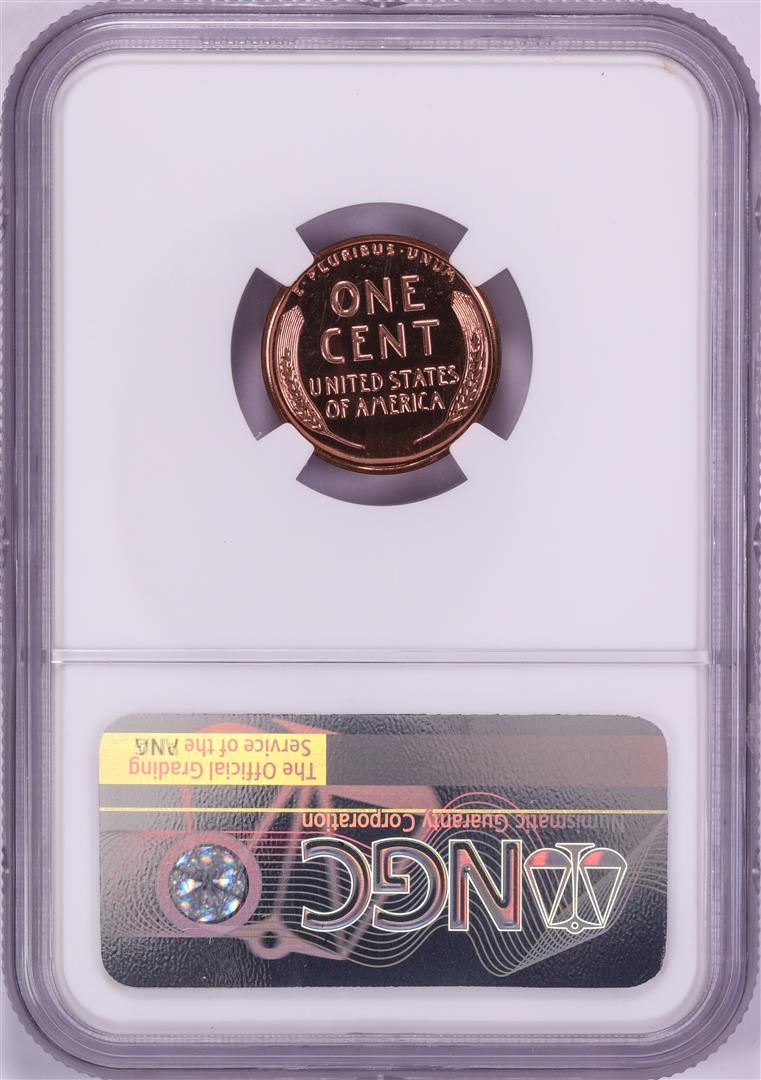 E·PLURIBUS·UNUM
ONE
CENT
UNITED STATES
OF AMERICA
NGC
Numismatic Guaranty Corporation
The Official Grading
Service of the ANA
NGC